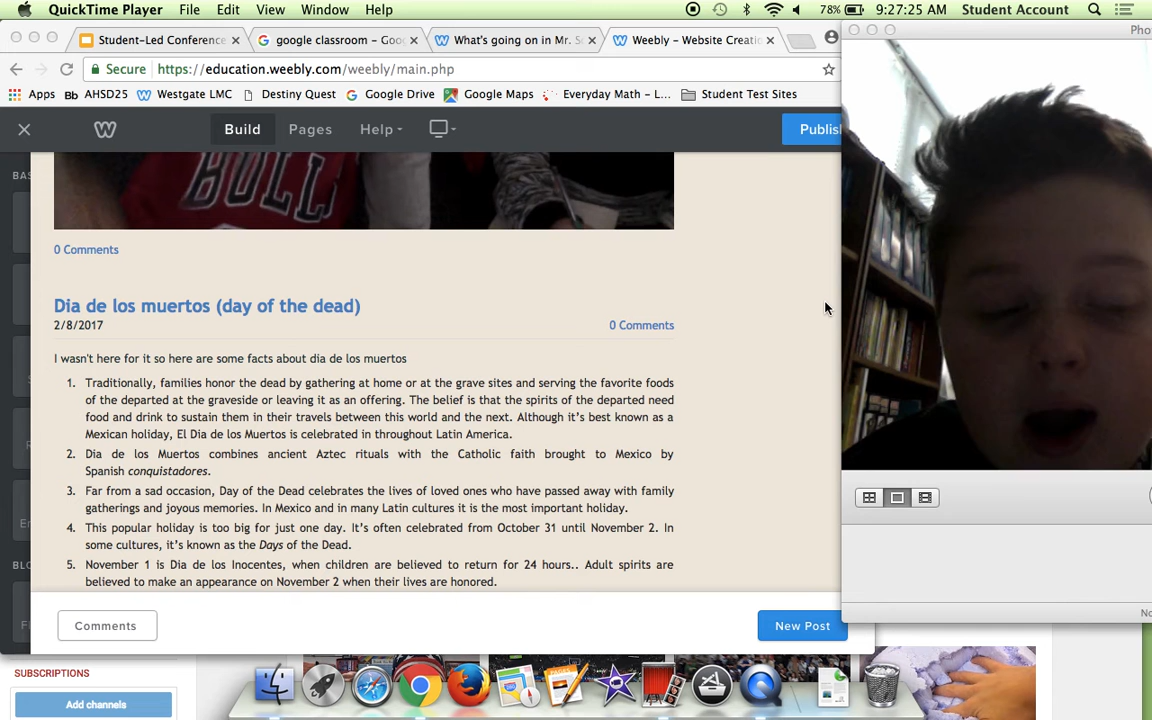 QuickTime Player File Edit View Window Help 78% 9:27:25 AM Student Account
Student-Led Conference google classroom - Goo What's going on in Mr. S Weebly - Website Creatio
Secure https://education.weebly.com/weebly/main.php
Apps Bb AHSD25 Westgate LMC Destiny Quest Google Drive Google Maps Everyday Math – L... Student Test Sites
Pho
Build Pages Help Publish
BAS
BULL
0 Comments
Dia de los muertos (day of the dead)
2/8/2017 0 Comments
I wasn't here for it so here are some facts about dia de los muertos
1. Traditionally, families honor the dead by gathering at home or at the grave sites and serving the favorite foods
of the departed at the graveside or leaving it as an offering. The belief is that the spirits of the departed need
food and drink to sustain them in their travels between this world and the next. Although it's best known as a
Mexican holiday, El Dia de los Muertos is celebrated in throughout Latin America.
2. Dia de los Muertos combines ancient Aztec rituals with the Catholic faith brought to Mexico by
Spanish conquistadores.
3. Far from a sad occasion, Day of the Dead celebrates the lives of loved ones who have passed away with family
gatherings and joyous memories. In Mexico and in many Latin cultures it is the most important holiday.
4. This popular holiday is too big for just one day. It's often celebrated from October 31 until November 2. In
some cultures, it's known as the Days of the Dead.
5. November 1 is Dia de los Inocentes, when children are believed to return for 24 hours.. Adult spirits are
believed to make an appearance on November 2 when their lives are honored.
BLO
Comments New Post
SUBSCRIPTIONS
Add channels